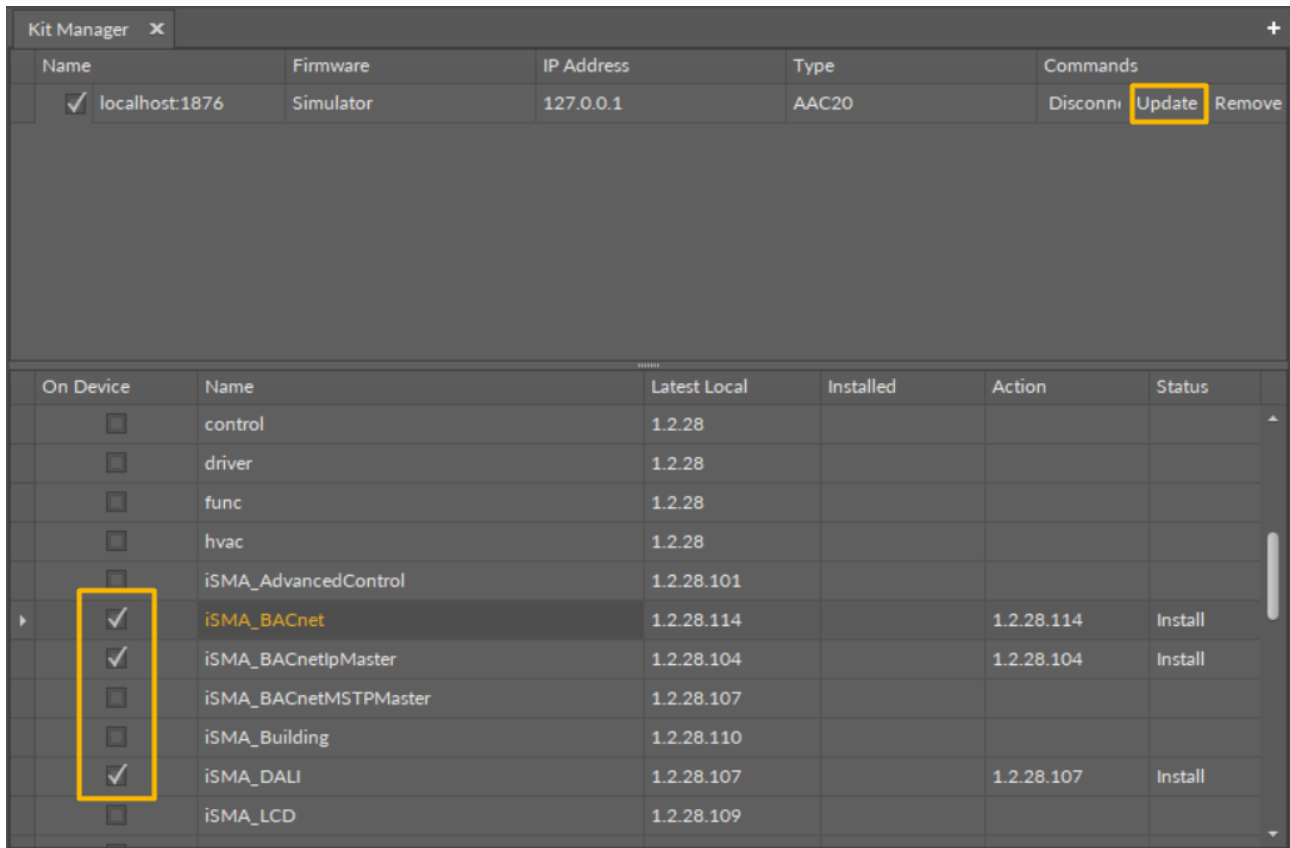 Kit Manager x +
Name Firmware IP Address Type Commands
localhost:1876 Simulator 127.0.0.1 AAC20 Disconn Update Remove
On Device Name Latest Local Installed Action Status
control 1.2.28
driver 1.2.28
func 1.2.28
hvac 1.2.28
iSMA_AdvancedControl 1.2.28.101
iSMA_BACnet 1.2.28.114 1.2.28.114 Install
iSMA_BACnetIpMaster 1.2.28.104 1.2.28.104 Install
iSMA_BACnetMSTPMaster 1.2.28.107
iSMA_Building 1.2.28.110
iSMA_DALI 1.2.28.107 1.2.28.107 Install
iSMA_LCD 1.2.28.109